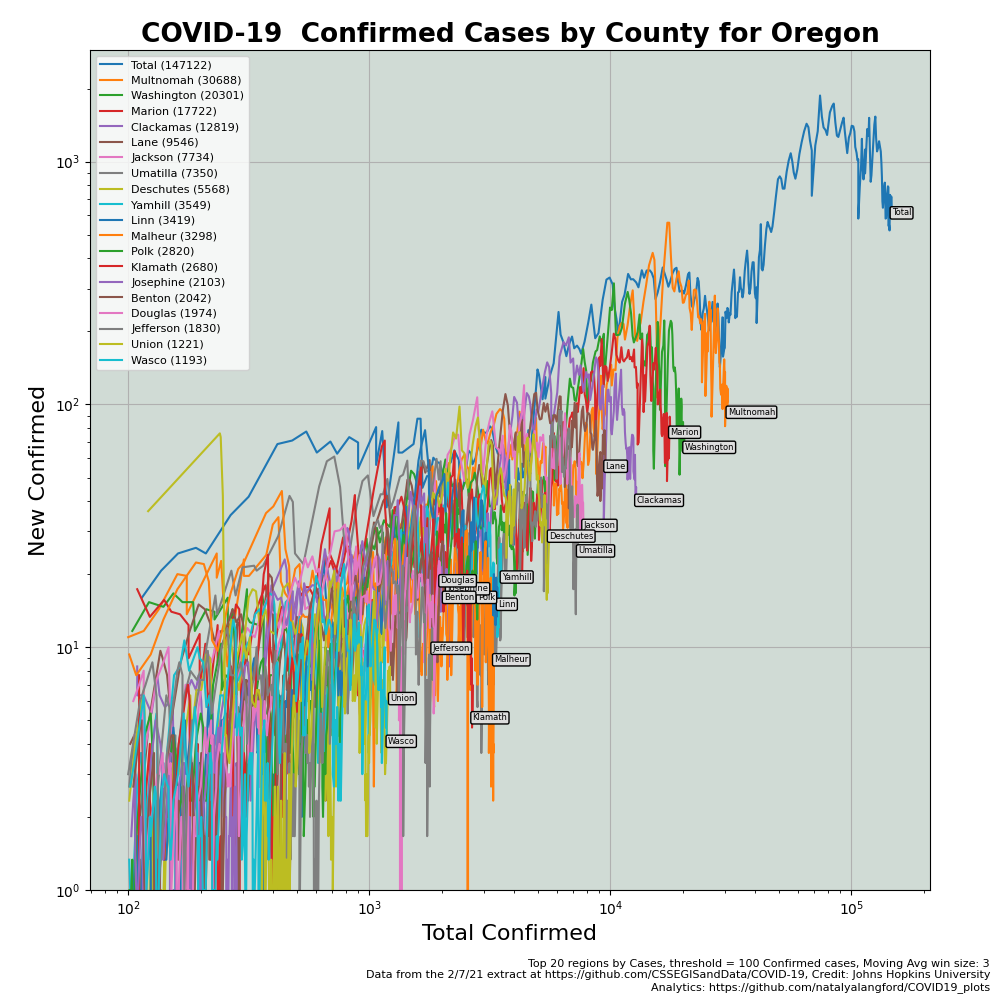 COVID-19  Confirmed Cases by County for Oregon
Total (147122)
Multnomah (30688)
Washington (20301)
Marion (17722)
Clackamas (12819)
Lane (9546)
Jackson (7734)
Umatilla (7350)
Deschutes (5568)
Yamhill (3549)
Linn (3419)
Malheur (3298)
Polk (2820)
Klamath (2680)
Josephine (2103)
Benton (2042)
Douglas (1974)
Jefferson (1830)
Union (1221)
Wasco (1193)
New Confirmed
10³
10²
10¹
10⁰
Total
Multnomah
Marion
Washington
Lane
Clackamas
Jackson
Deschutes
Umatilla
Yamhill
Douglas
Benton
Polk
Linn
Jefferson
Malheur
Union
Klamath
Wasco
10² 10³ 10⁴ 10⁵
Total Confirmed
Top 20 regions by Cases, threshold = 100 Confirmed cases, Moving Avg win size: 3
Data from the 2/7/21 extract at https://github.com/CSSEGISandData/COVID-19, Credit: Johns Hopkins University
Analytics: https://github.com/natalyalangford/COVID19_plots